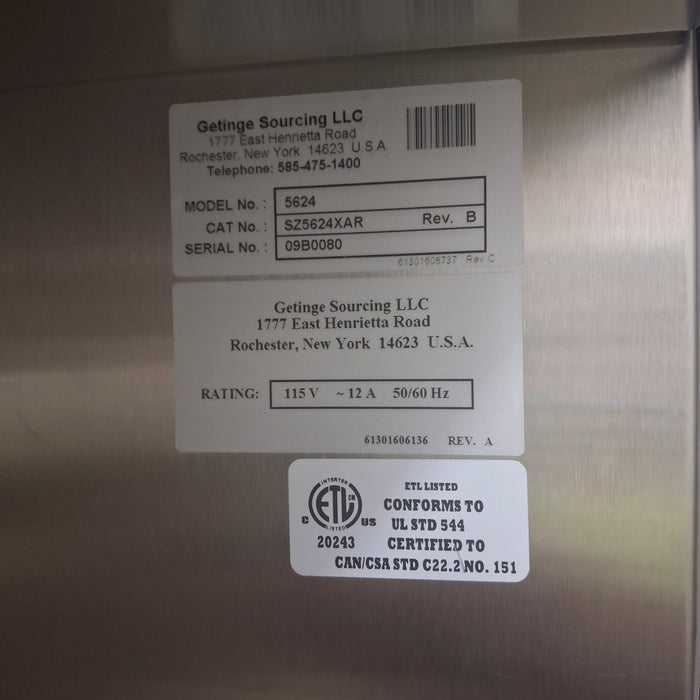 Getinge Sourcing LLC
1777 East Henrietta Road
Rochester, New York 14623 U.S.A.
Telephone: 585-475-1400
MODEL No. : 5624
CAT No. : SZ5624XAR Rev. B
SERIAL No. : 09B0080
61301606737 Rev C
Getinge Sourcing LLC
1777 East Henrietta Road
Rochester, New York 14623 U.S.A.
RATING: 115 V ~ 12 A 50/60 Hz
61301606136 REV. A
INTERTEK
ETL CM
LISTED
C US
20243
ETL LISTED
CONFORMS TO
UL STD 544
CERTIFIED TO
CAN/CSA STD C22.2 NO. 151